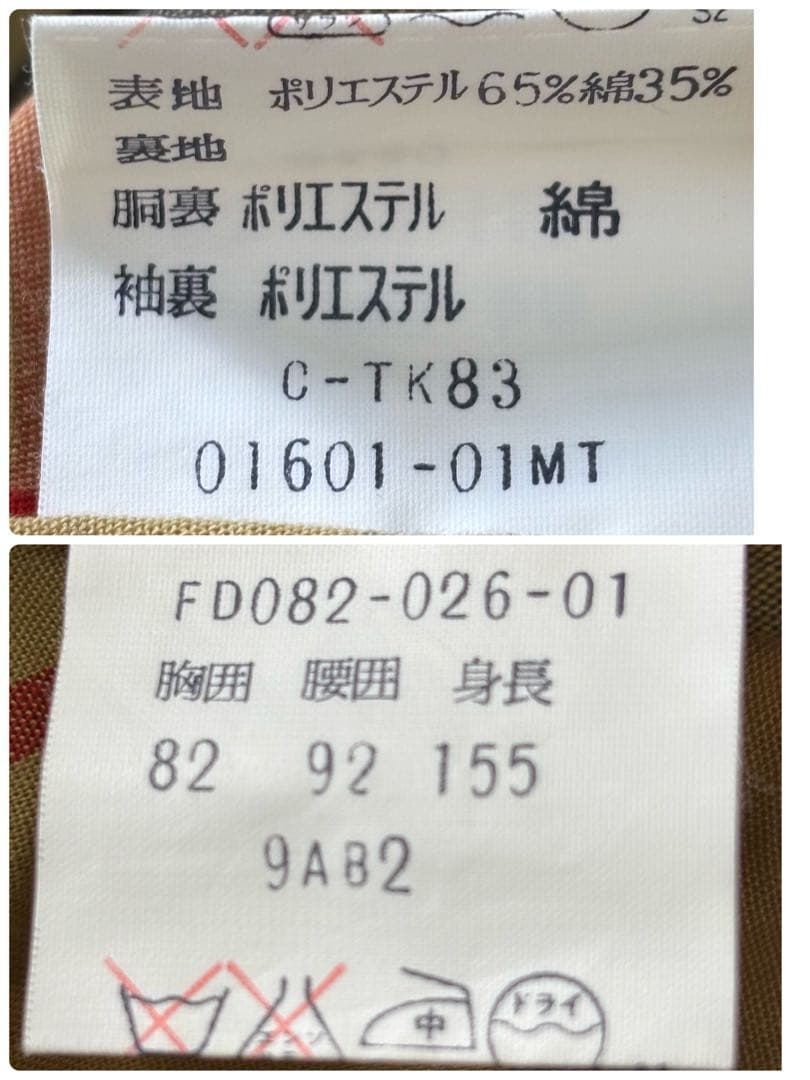 表地 ポリエステル65%綿35%
裏地
胴裏 ポリエステル 綿
袖裏 ポリエステル
C-TK83
01601-01MT
FD082-026-01
胸囲 腰囲 身長
82 92 155
9AB2
中 ドライ